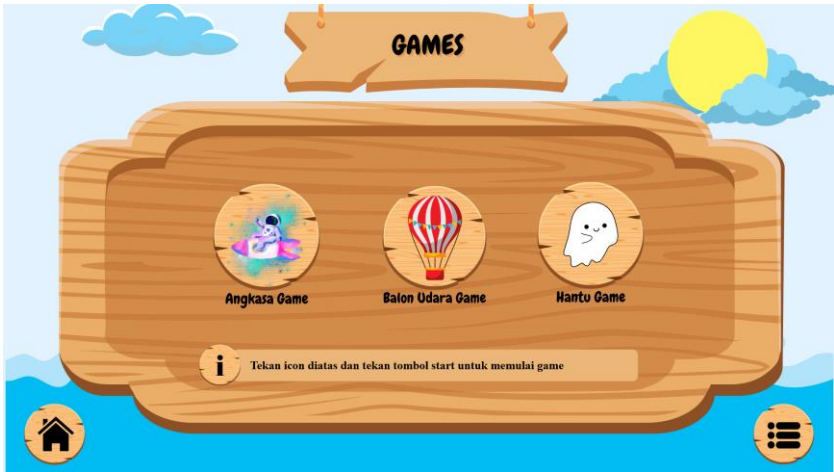 GAMES
Angkasa Game
Balon Udara Game
Hantu Game
i
Tekan icon diatas dan tekan tombol start untuk memulai game